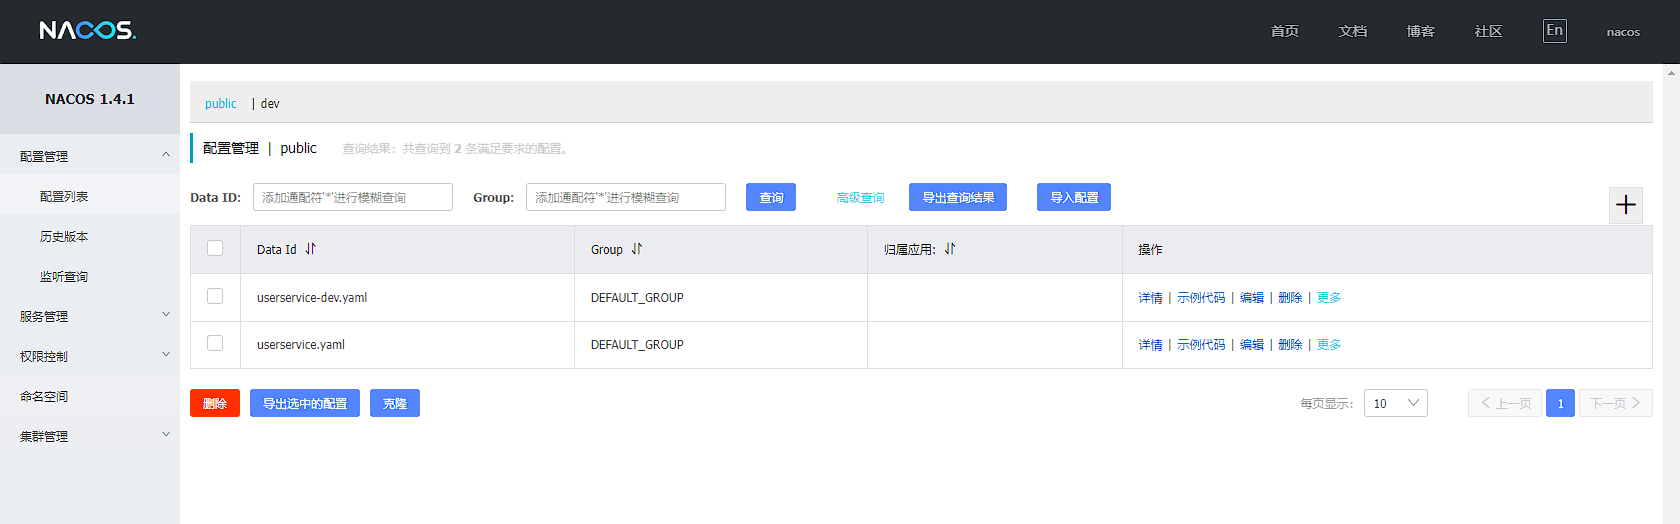 NACOS.
首页 文档 博客 社区 En nacos
NACOS 1.4.1
配置管理
配置列表
历史版本
监听查询
服务管理
权限控制
命名空间
集群管理
public | dev
配置管理 | public 查询结果：共查询到 2 条满足要求的配置。
Data ID: 添加通配符'*'进行模糊查询 Group: 添加通配符'*'进行模糊查询 查询 高级查询 导出查询结果 导入配置
Data Id Group 归属应用: 操作
userservice-dev.yaml DEFAULT_GROUP 详情 | 示例代码 | 编辑 | 删除 | 更多
userservice.yaml DEFAULT_GROUP 详情 | 示例代码 | 编辑 | 删除 | 更多
删除 导出选中的配置 克隆 每页显示: 10 上一页 1 下一页